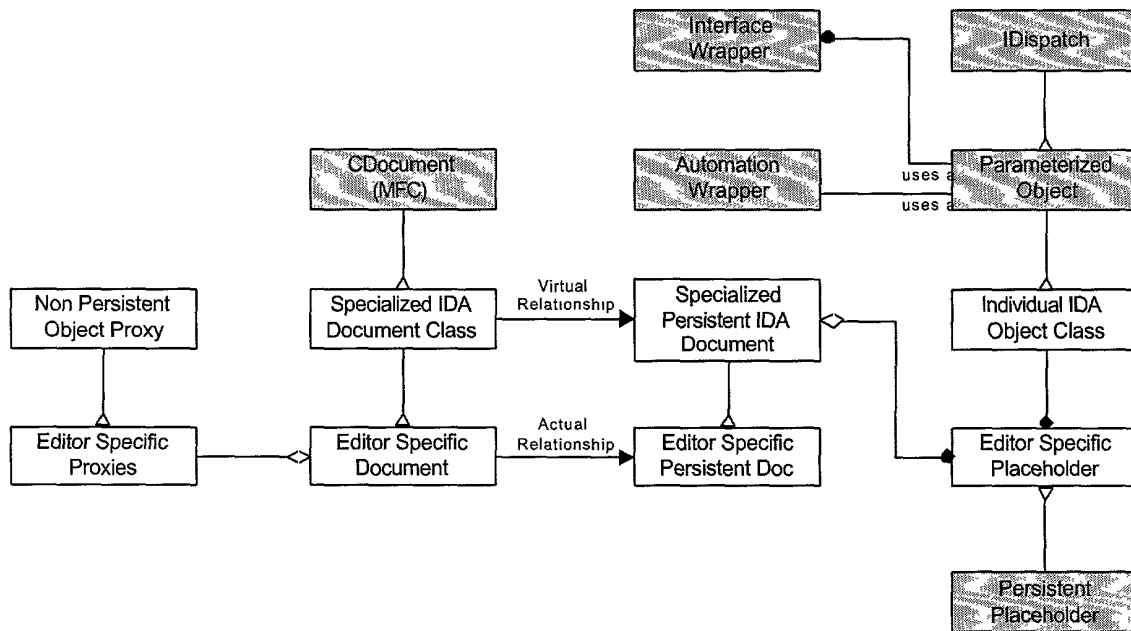 Interface
Wrapper
IDispatch
CDocument
(MFC)
Automation
Wrapper
uses a
Parameterized
Object
uses a
Non Persistent
Object Proxy
Specialized IDA
Document Class
Virtual
Relationship
Specialized
Persistent IDA
Document
Individual IDA
Object Class
Editor Specific
Proxies
Editor Specific
Document
Actual
Relationship
Editor Specific
Persistent Doc
Editor Specific
Placeholder
Persistent
Placeholder